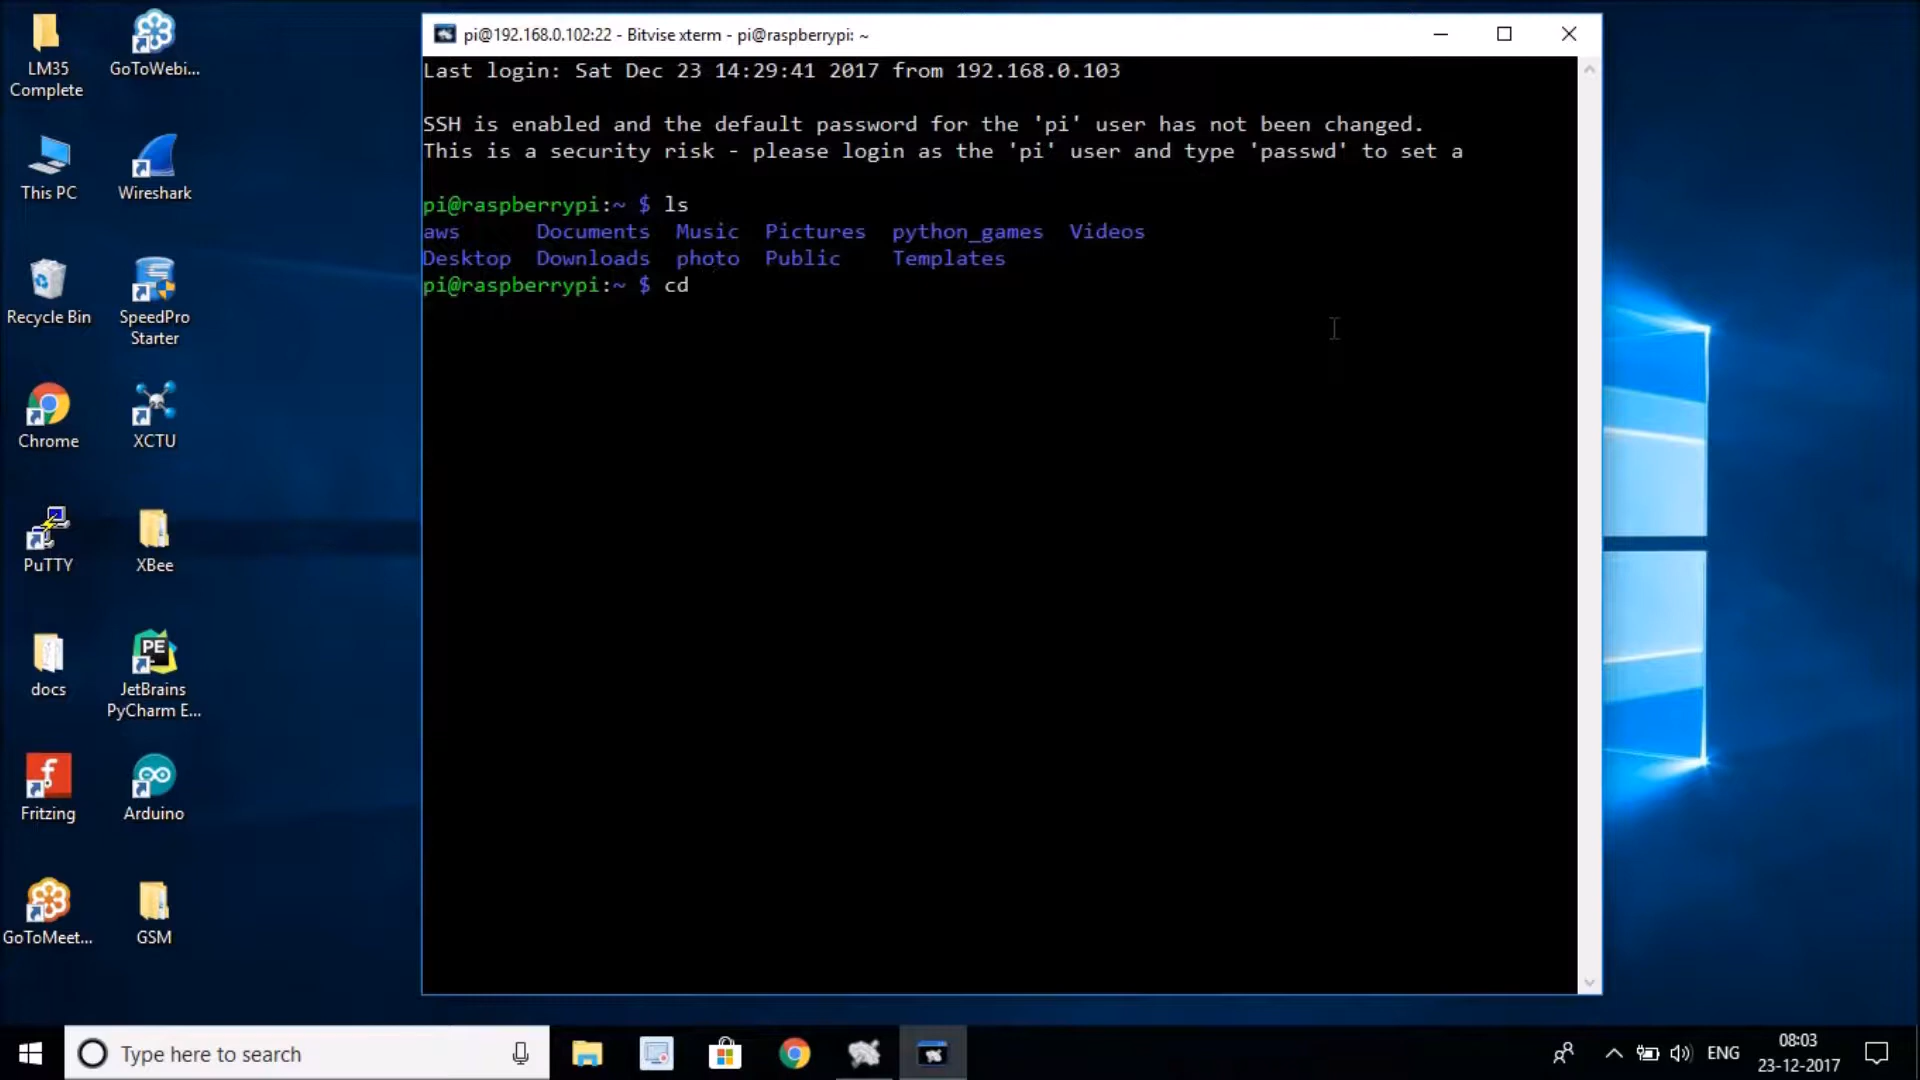 pi@192.168.0.102:22 - Bitvise xterm - pi@raspberrypi: ~
Last login: Sat Dec 23 14:29:41 2017 from 192.168.0.103
SSH is enabled and the default password for the 'pi' user has not been changed.
This is a security risk - please login as the 'pi' user and type 'passwd' to set a
pi@raspberrypi:~ $ ls
aws Documents Music Pictures python_games Videos
Desktop Downloads photo Public Templates
pi@raspberrypi:~ $ cd
LM35
Complete
GoToWebi...
This PC
Wireshark
Recycle Bin
SpeedPro
Starter
Chrome
XCTU
PuTTY
XBee
docs
PE
JetBrains
PyCharm E...
f
Fritzing
Arduino
GoToMeet...
GSM
Type here to search
ENG
08:03
23-12-2017